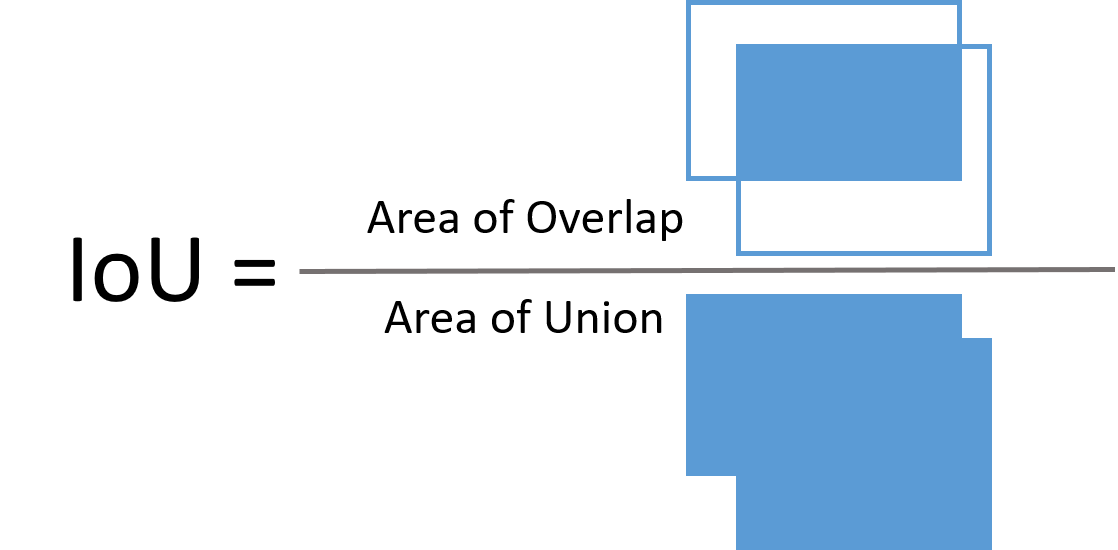 Area of Overlap
IoU =
Area of Union